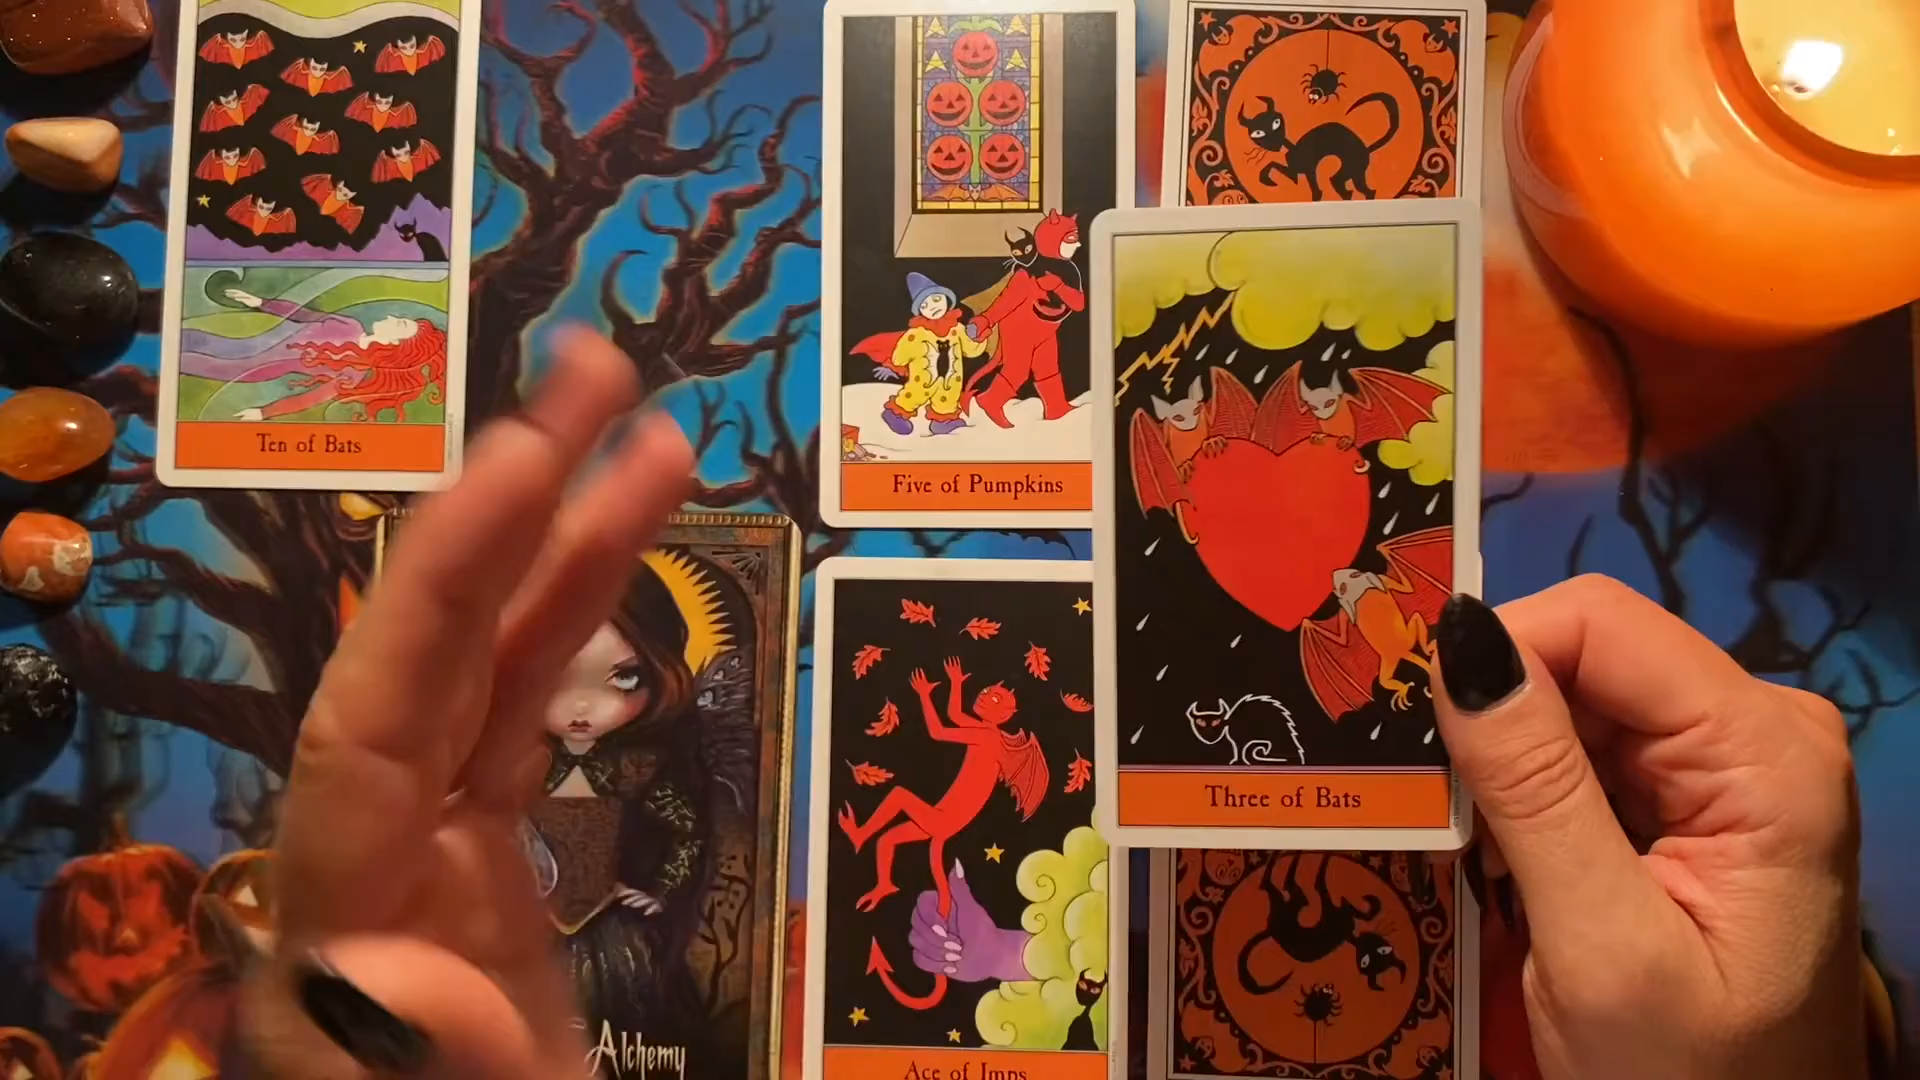 Ten of Bats
Five of Pumpkins
Three of Bats
Alchemy
Ace of Imps